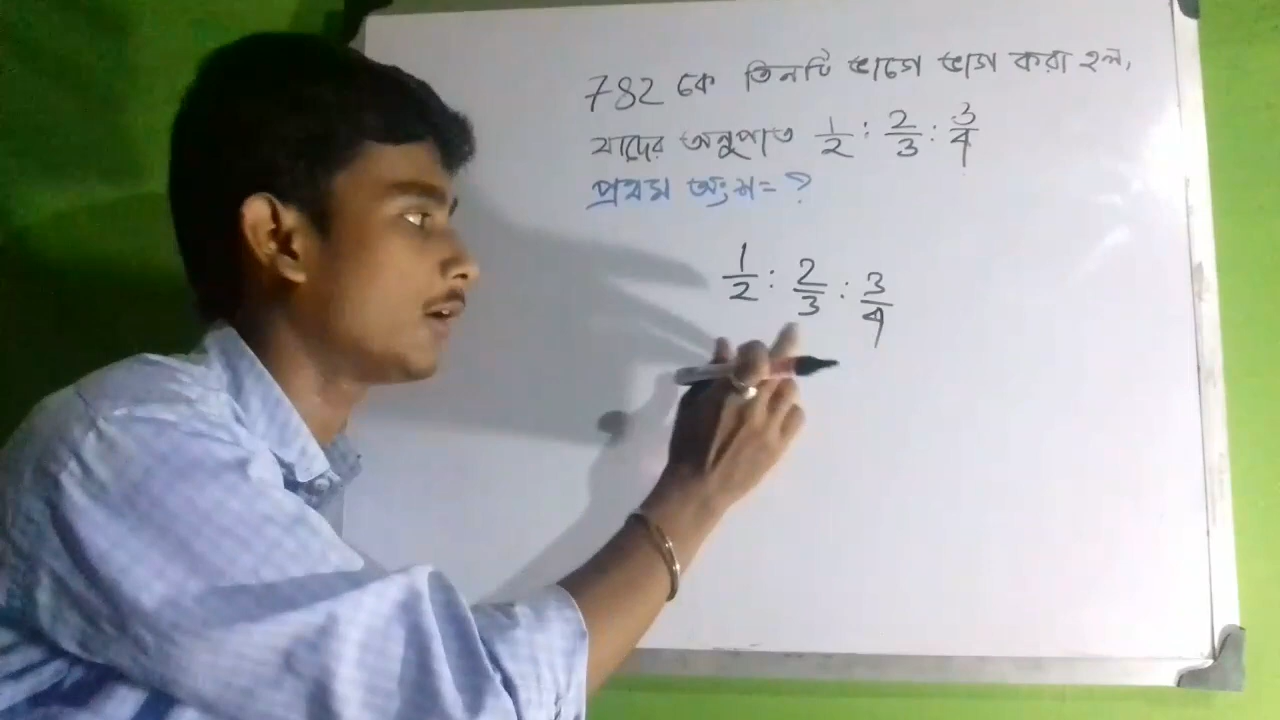 782 কে তিনটি ভাগে ভাগ করা হল,
যাদের অনুপাত 1/2 : 2/3 : 3/4
প্রথম অংশ = ?
1/2 : 2/3 : 3/4